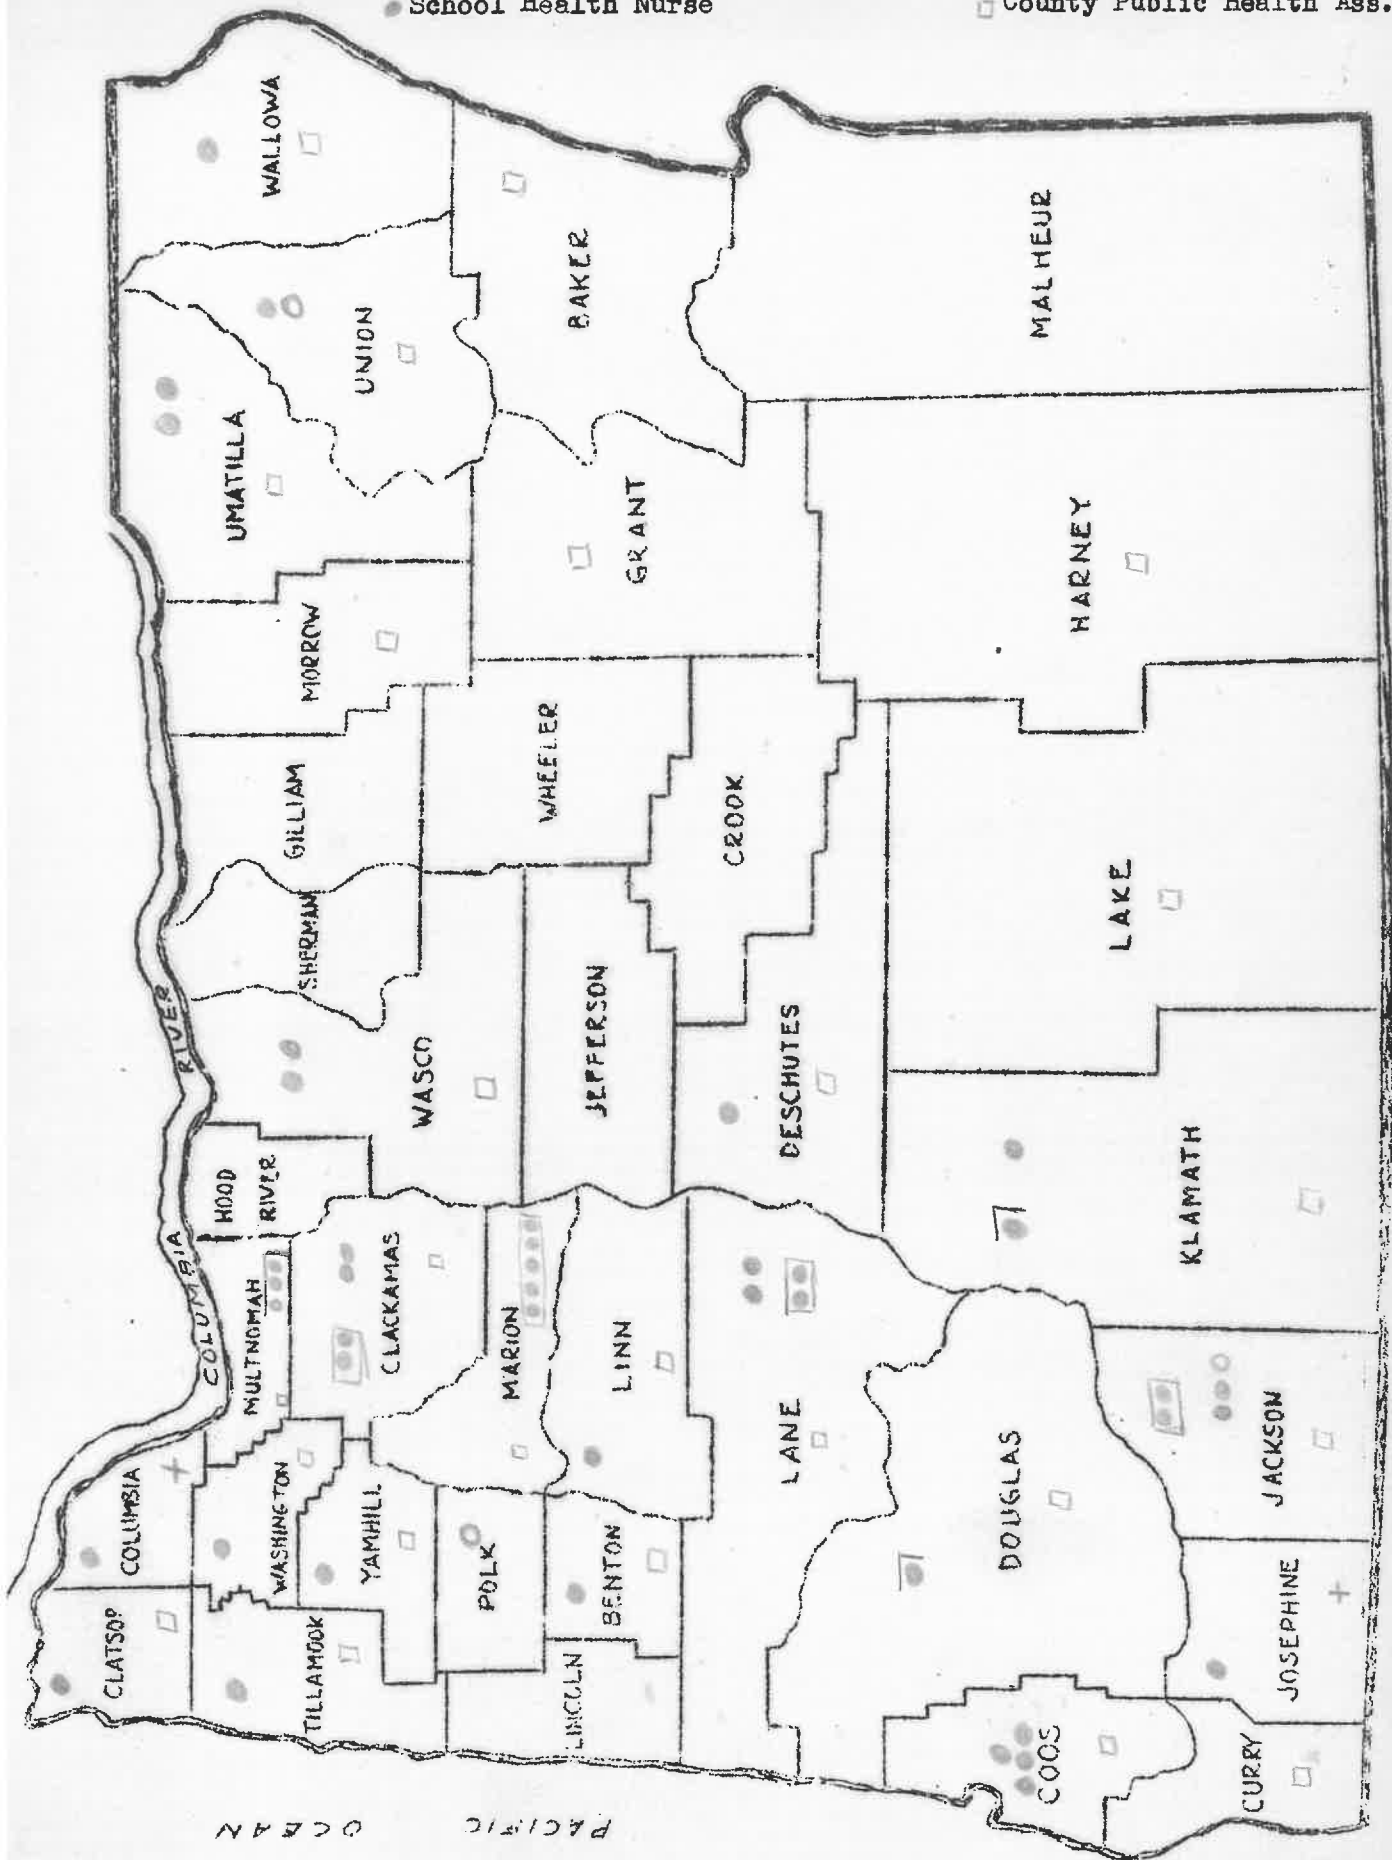 School Health Nurse
County Public Health Ass.
WALLOWA
UNION
UMATILLA
BAKER
MALHEUR
MORROW
GRANT
HARNEY
GILLIAM
WHEELER
SHERMAN
CROOK
LAKE
WASCO
JEFFERSON
DESCHUTES
HOOD
RIVER
COLUMBIA RIVER
MULTNOMAH
CLACKAMAS
MARION
LINN
LANE
KLAMATH
COLUMBIA
WASHINGTON
YAMHILL
POLK
BENTON
DOUGLAS
JACKSON
CLATSOP
TILLAMOOK
LINCOLN
COOS
CURRY
JOSEPHINE
PACIFIC OCEAN